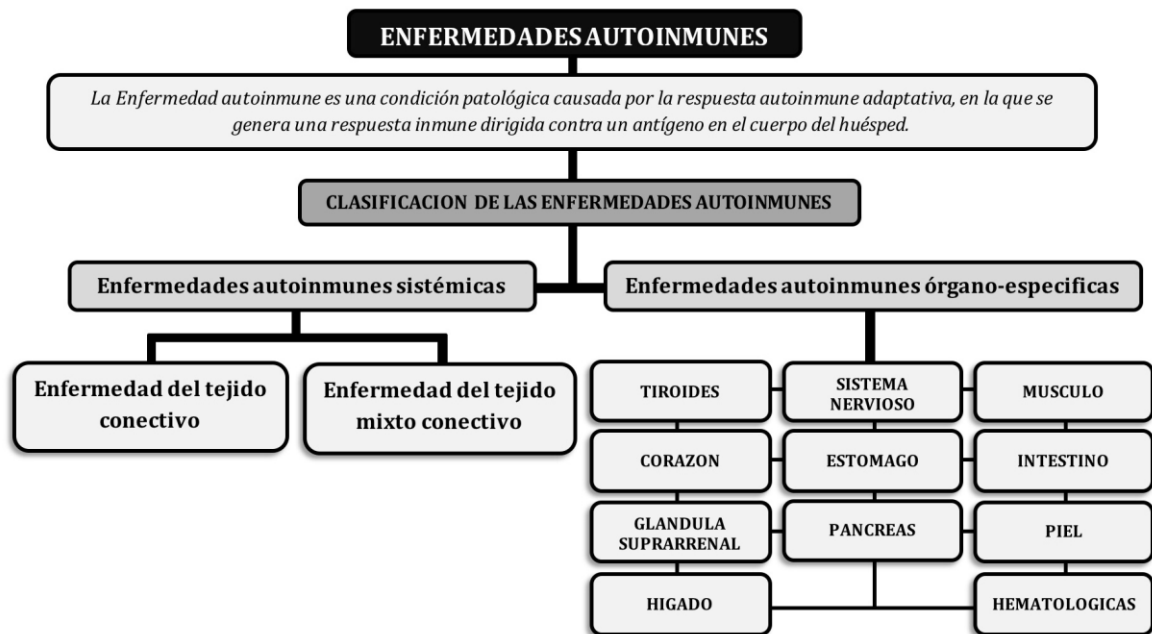 ENFERMEDADES AUTOINMUNES
La Enfermedad autoinmune es una condición patológica causada por la respuesta autoinmune adaptativa, en la que se
genera una respuesta inmune dirigida contra un antígeno en el cuerpo del huésped.
CLASIFICACION DE LAS ENFERMEDADES AUTOINMUNES
Enfermedades autoinmunes sistémicas
Enfermedades autoinmunes órgano-especificas
Enfermedad del tejido
conectivo
Enfermedad del tejido
mixto conectivo
TIROIDES
SISTEMA
NERVIOSO
MUSCULO
CORAZON
ESTOMAGO
INTESTINO
GLANDULA
SUPRARRENAL
PANCREAS
PIEL
HIGADO
HEMATOLOGICAS